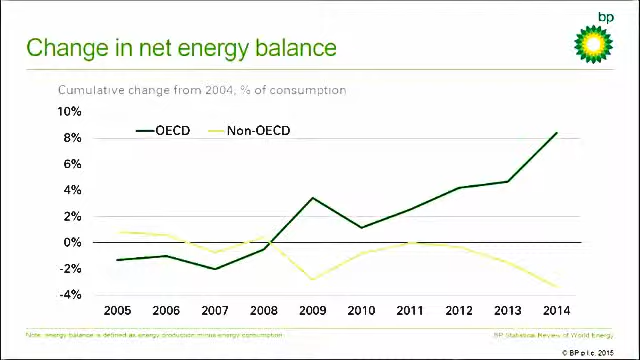 bp
Change in net energy balance
Cumulative change from 2004, % of consumption
10%
OECD Non-OECD
8%
6%
4%
2%
0%
-2%
-4%
2005 2006 2007 2008 2009 2010 2011 2012 2013 2014
Note: energy balance is defined as energy production minus energy consumption
BP Statistical Review of World Energy
© BP p.l.c. 2015